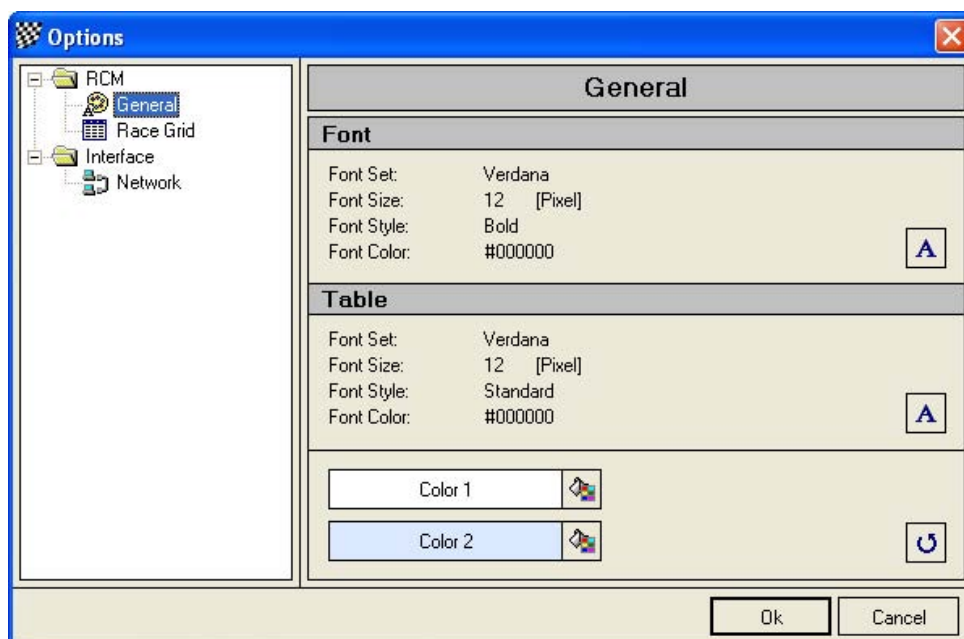 Options
RCM
General
Race Grid
Interface
Network
General
Font
Font Set: Verdana
Font Size: 12 [Pixel]
Font Style: Bold
Font Color: #000000
A
Table
Font Set: Verdana
Font Size: 12 [Pixel]
Font Style: Standard
Font Color: #000000
A
Color 1
Color 2
Ok Cancel